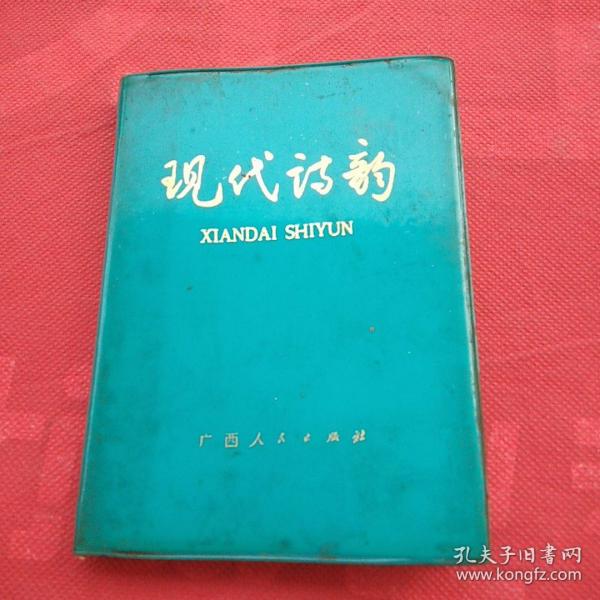 现代诗韵
XIANDAI SHIYUN
广西人民出版社
孔夫子旧書网
www.kongfz.com